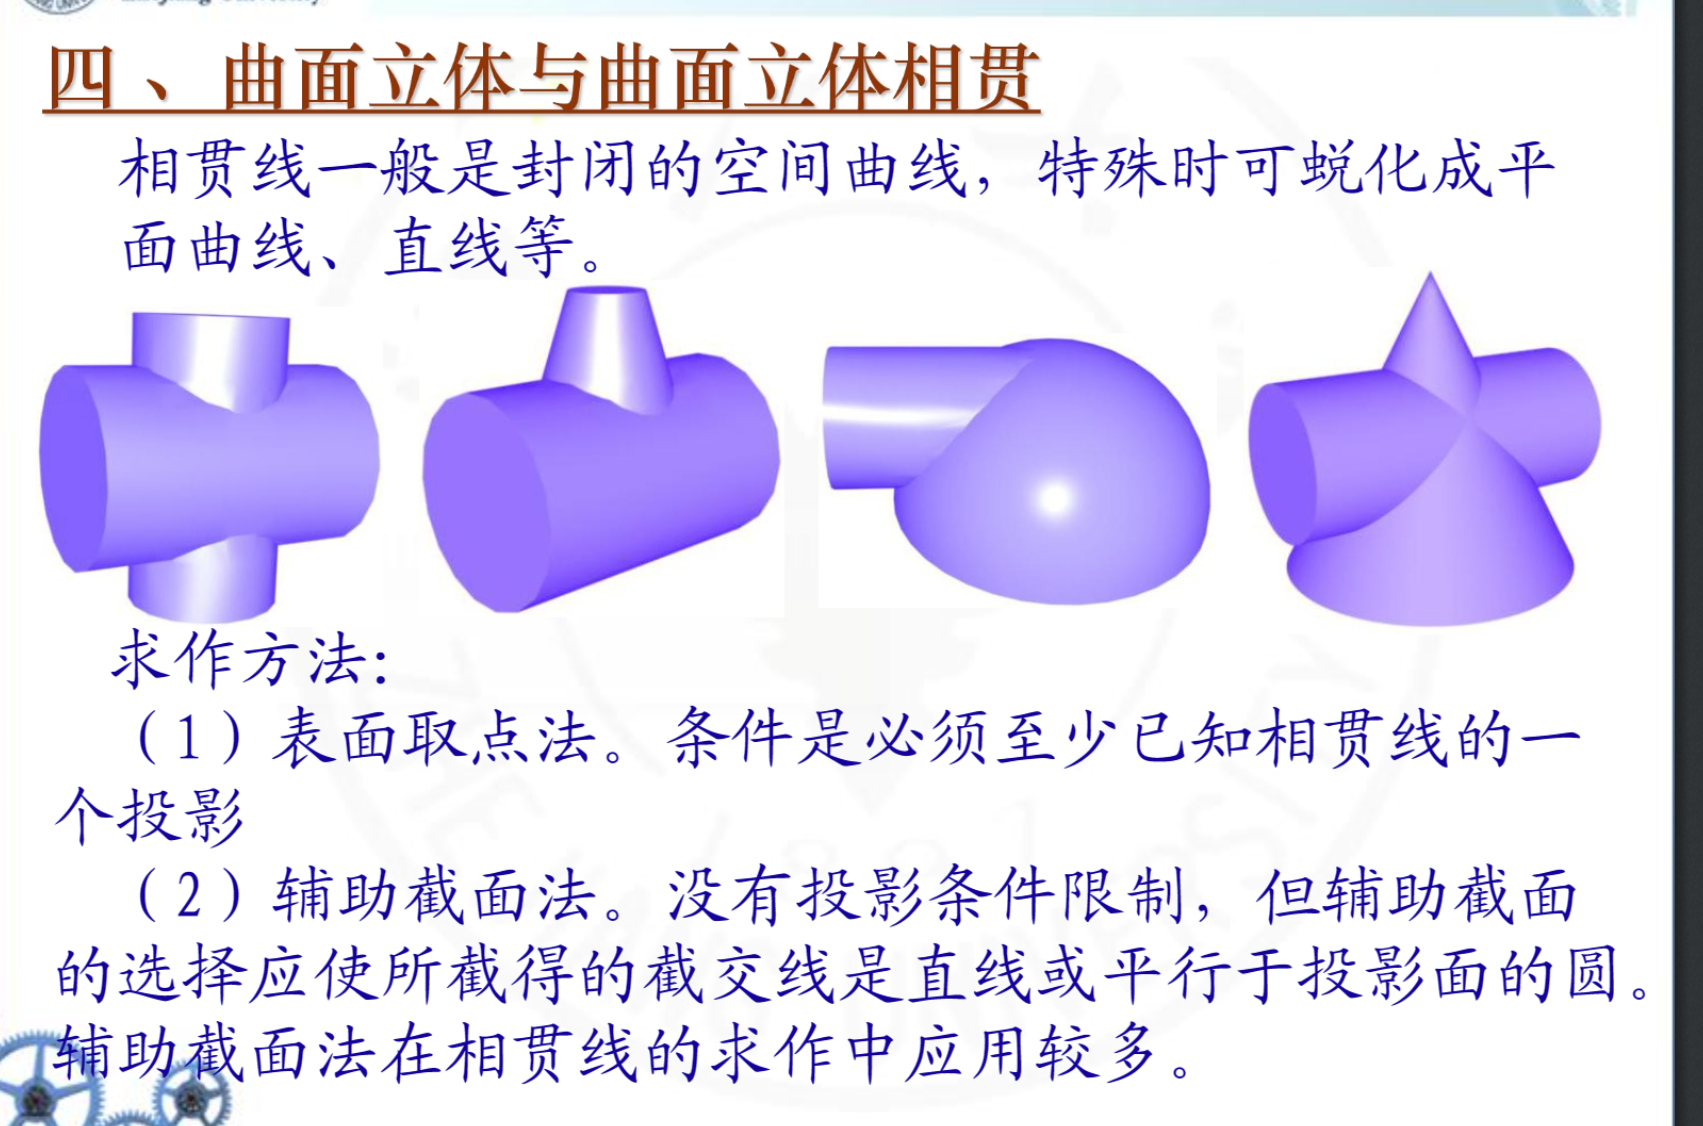 四、曲面立体与曲面立体相贯
相贯线一般是封闭的空间曲线，特殊时可蜕化成平
面曲线、直线等。
求作方法：
（1）表面取点法。条件是必须至少已知相贯线的一
个投影
（2）辅助截面法。没有投影条件限制，但辅助截面
的选择应使所截得的截交线是直线或平行于投影面的圆。
辅助截面法在相贯线的求作中应用较多。